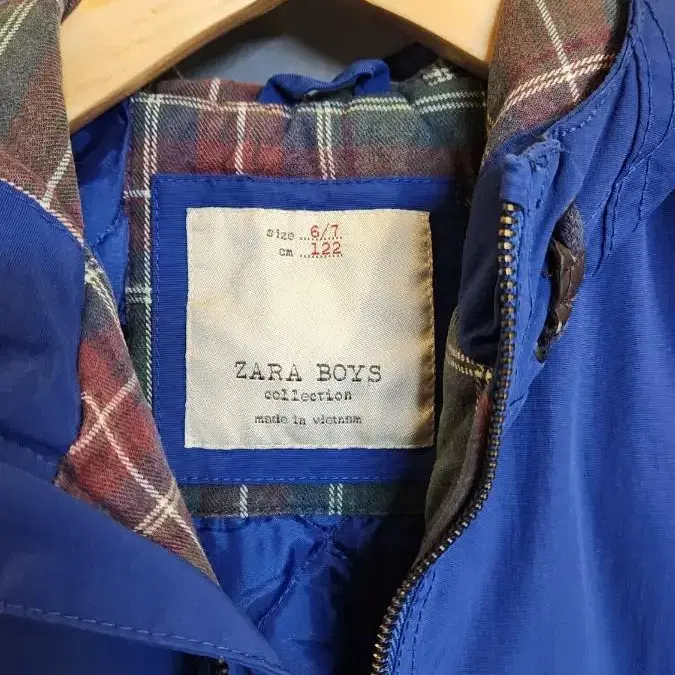 size 6/7
cm 122
ZARA BOYS
collection
made in vietnam